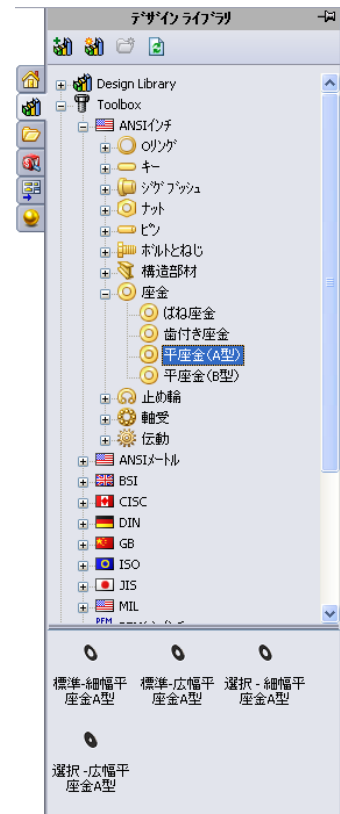 デザイン ライブラリ
Design Library
Toolbox
ANSIインチ
Oリング
キー
ジグ ブッシュ
ナット
ピン
ボルトとねじ
構造部材
座金
ばね座金
歯付き座金
平座金(A型)
平座金(B型)
止め輪
軸受
伝動
ANSIメートル
BSI
CISC
DIN
GB
ISO
JIS
MIL
標準-細幅平
座金A型
標準-広幅平
座金A型
選択 - 細幅平
座金A型
選択 -広幅平
座金A型